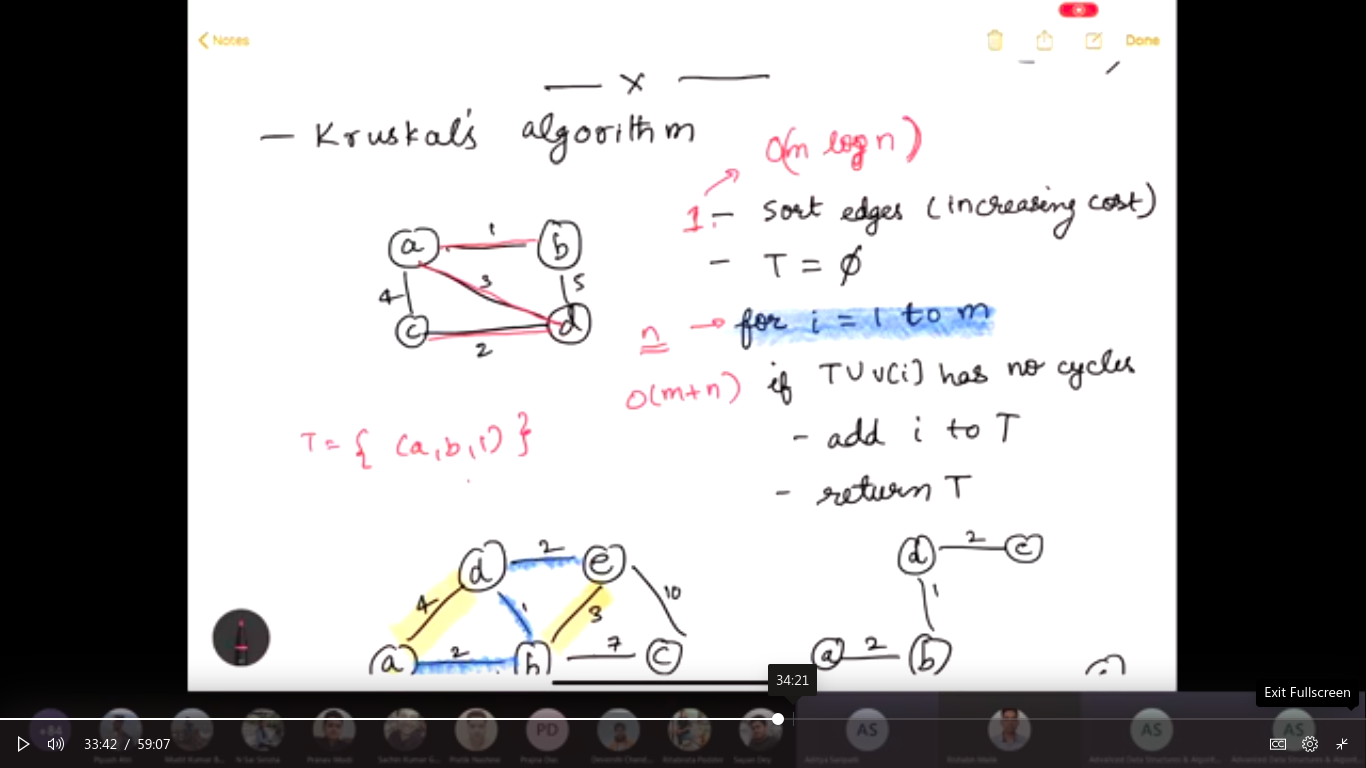 Notes
Done
— x —
— Kruskal's algorithm
O(m log n)
1 - sort edges (increasing cost)
- T = ∅
n → for i = 1 to m
O(m+n) if T ∪ v[i] has no cycles
- add i to T
- return T
a 1 b
4 3 5
c 2 d
T = { (a,b,1) }
d 2 e
4 1 3 10
a 2 b 7 c
d 2 e
1
a 2 b
34:21
Exit Fullscreen
PD
AS
AS
AS
33:42 / 59:07
CC